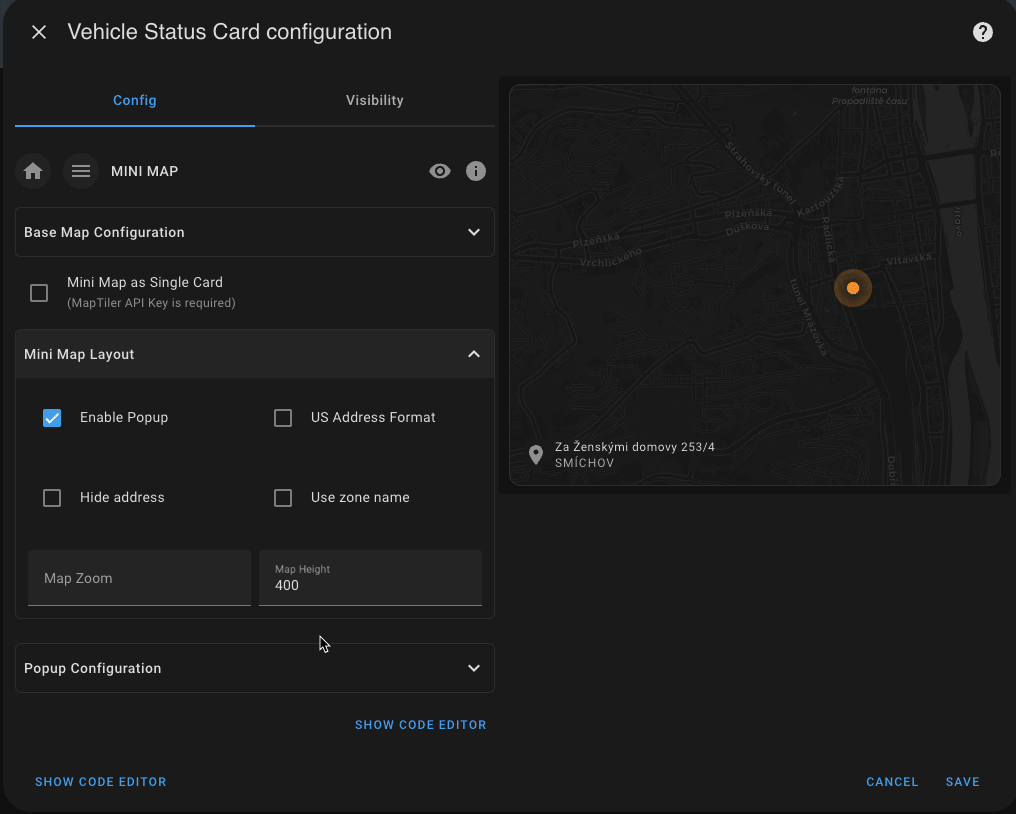 Vehicle Status Card configuration
Config
Visibility
MINI MAP
Base Map Configuration
Mini Map as Single Card
(MapTiler API Key is required)
Mini Map Layout
Enable Popup
US Address Format
Hide address
Use zone name
Map Zoom
Map Height
400
Popup Configuration
SHOW CODE EDITOR
SHOW CODE EDITOR
CANCEL
SAVE
fontána
Propadliště času
Strahovský tunel
Kartouzská
Plzeňská
Duškova
Radlická
Plzeňská
Vrchlického
Vltava
Vltavská
Tunel Mrázovka
Za Ženskými domovy 253/4
SMÍCHOV